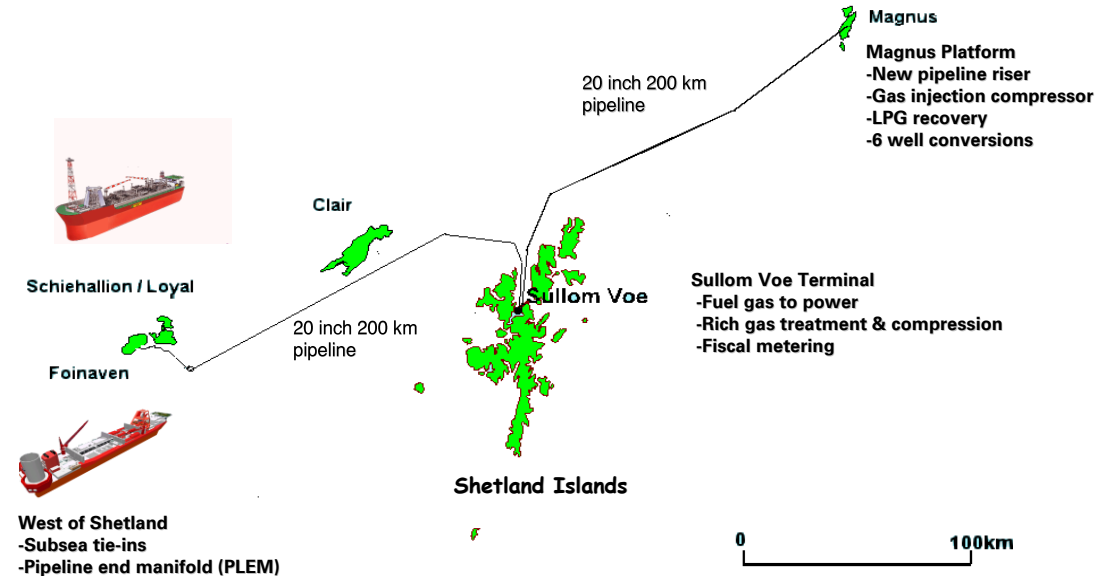 Magnus
Magnus Platform
-New pipeline riser
-Gas injection compressor
-LPG recovery
-6 well conversions
20 inch 200 km
pipeline
Clair
Schiehallion / Loyal
Sullom Voe
Sullom Voe Terminal
-Fuel gas to power
-Rich gas treatment & compression
-Fiscal metering
20 inch 200 km
pipeline
Foinaven
Shetland Islands
West of Shetland
-Subsea tie-ins
-Pipeline end manifold (PLEM)
0
100km